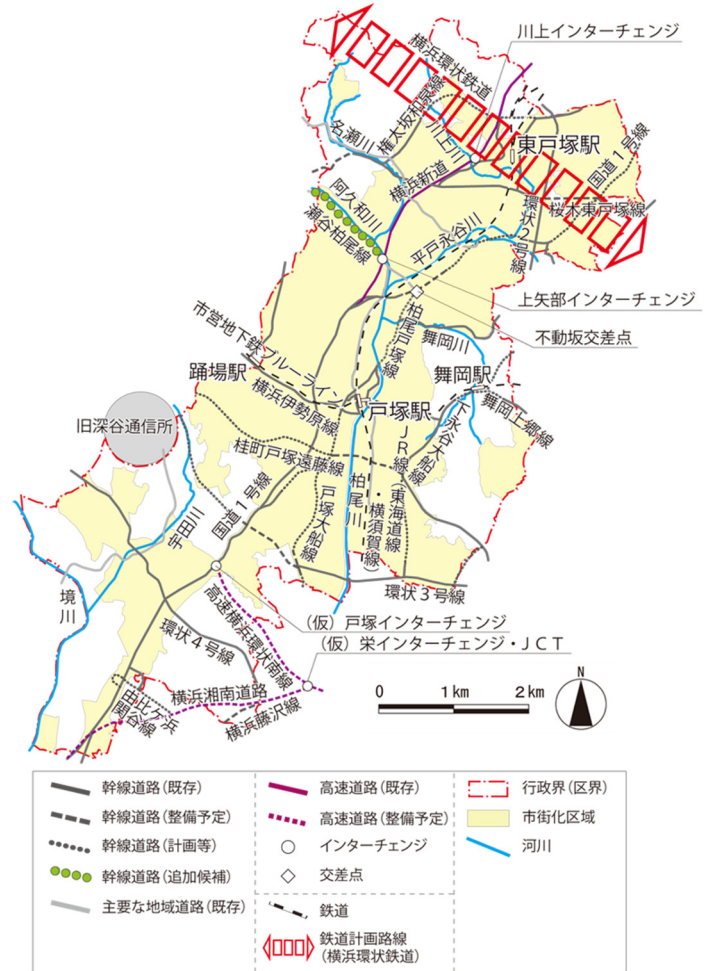 川上インターチェンジ
横浜環状鉄道
権太坂和泉線
名瀬川
川上川
東戸塚駅
国道1号線
横浜新道
阿久和川
瀬谷柏尾線
環状2号線
桜木東戸塚線
平戸永谷川
上矢部インターチェンジ
不動坂交差点
柏尾戸塚線
舞岡川
市営地下鉄ブルーライン
踊場駅
舞岡駅
横浜伊勢原線
戸塚駅
舞岡上郷線
旧深谷通信所
永谷大船線
桂町戸塚遠藤線
JR線(東海道線・横須賀線)
国道1号線
戸塚大船線
柏尾川
宇田川
境川
環状3号線
(仮)戸塚インターチェンジ
高速横浜環状南線
環状4号線
(仮)栄インターチェンジ・JCT
横浜湘南道路
由比ケ浜関谷線
横浜藤沢線
0 1km 2km
N
幹線道路(既存)
幹線道路(整備予定)
幹線道路(計画等)
幹線道路(追加候補)
主要な地域道路(既存)
高速道路(既存)
高速道路(整備予定)
インターチェンジ
交差点
鉄道
鉄道計画路線
(横浜環状鉄道)
行政界(区界)
市街化区域
河川